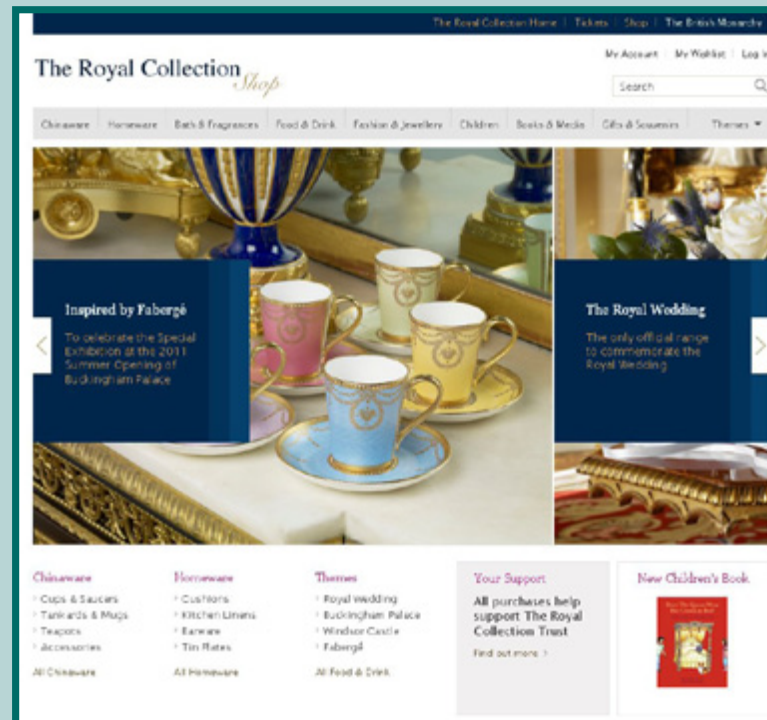 The Royal Collection Home | Tickets | Shop | The British Monarchy
My Account | My Wishlist | Log In
The Royal Collection Shop
Search
Chinaware Homeware Bath & Fragrances Food & Drink Fashion & Jewellery Children Books & Media Gifts & Souvenirs Themes
Inspired by Fabergé
To celebrate the Special
Exhibition at the 2011
Summer Opening of
Buckingham Palace
The Royal Wedding
The only official range
to commemorate the
Royal Wedding
Chinaware
Cups & Saucers
Tankards & Mugs
Teapots
Accessories
All Chinaware
Homeware
Cushions
Kitchen Linens
Barware
Tin Plates
All Homeware
Themes
Royal Wedding
Buckingham Palace
Windsor Castle
Fabergé
All Food & Drink
Your Support
All purchases help
support The Royal
Collection Trust
Find out more
New Children's Book